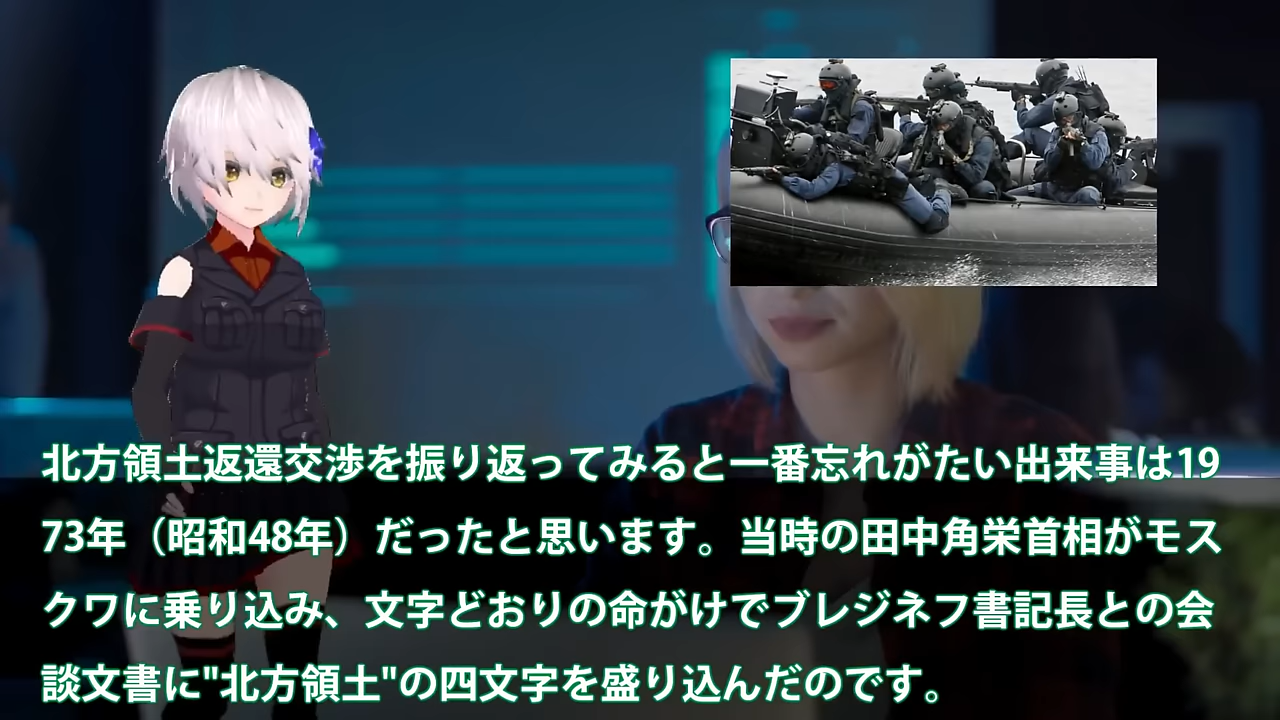 北方領土返還交渉を振り返ってみると一番忘れがたい出来事は19
73年（昭和48年）だったと思います。当時の田中角栄首相がモス
クワに乗り込み、文字どおりの命がけでブレジネフ書記長との会
談文書に"北方領土"の四文字を盛り込んだのです。